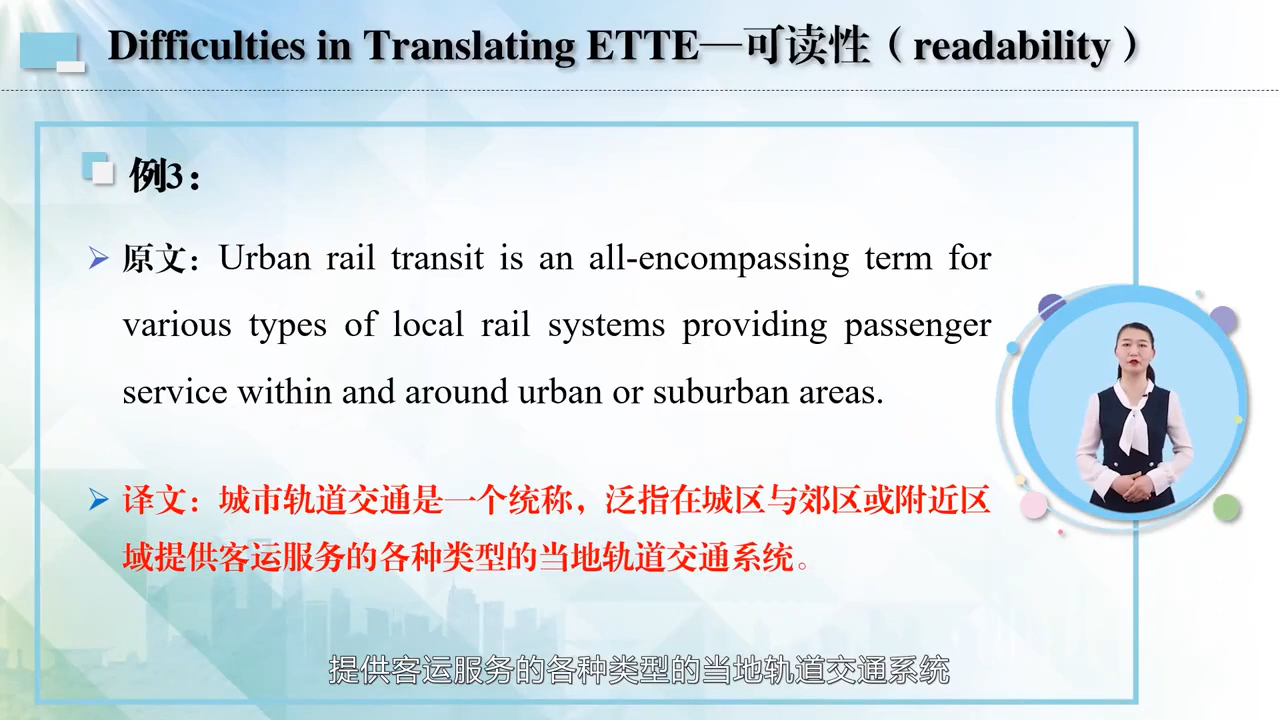 Difficulties in Translating ETTE—可读性（readability）
例3：
原文：Urban rail transit is an all-encompassing term for
various types of local rail systems providing passenger
service within and around urban or suburban areas.
译文：城市轨道交通是一个统称，泛指在城区与郊区或附近区
域提供客运服务的各种类型的当地轨道交通系统。
提供客运服务的各种类型的当地轨道交通系统